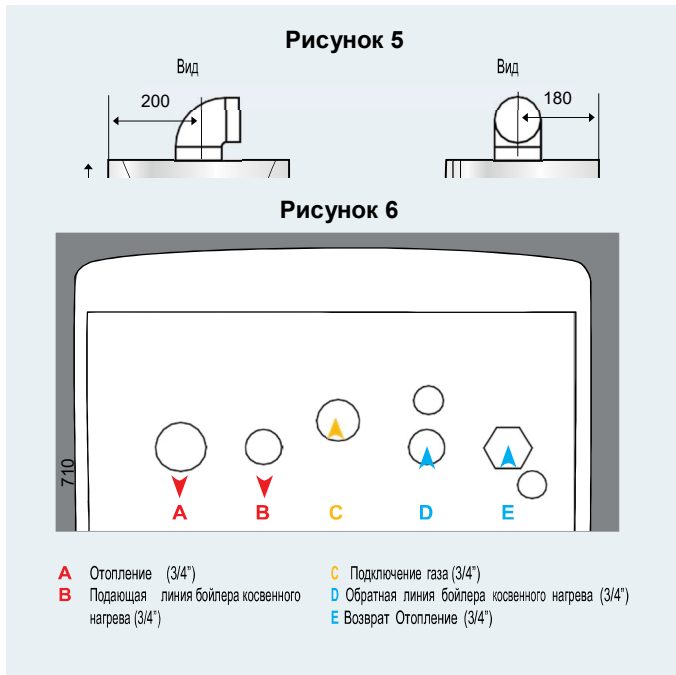 Рисунок 5
Вид
Вид
200
180
Рисунок 6
710
A
B
C
D
E
A Отопление (3/4”)
B Подающая линия бойлера косвенного
нагрева (3/4”)
C Подключение газа (3/4”)
D Обратная линия бойлера косвенного нагрева (3/4”)
E Возврат Отопление (3/4”)